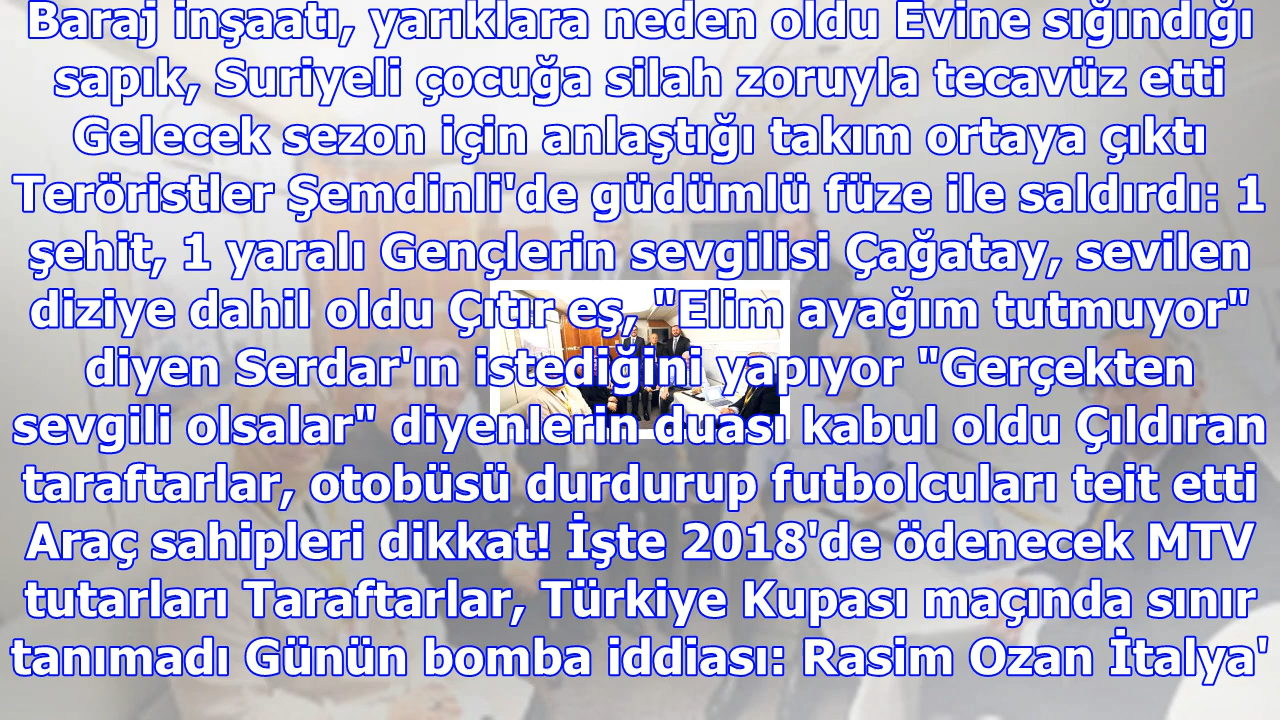 Baraj inşaatı, yarıklara neden oldu Evine sığındığı
sapık, Suriyeli çocuğa silah zoruyla tecavüz etti
Gelecek sezon için anlaştığı takım ortaya çıktı
Teröristler Şemdinli'de güdümlü füze ile saldırdı: 1
şehit, 1 yaralı Gençlerin sevgilisi Çağatay, sevilen
diziye dahil oldu Çıtır eş, "Elim ayağım tutmuyor"
diyen Serdar'ın istediğini yapıyor "Gerçekten
sevgili olsalar" diyenlerin duası kabul oldu Çıldıran
taraftarlar, otobüsü durdurup futbolcuları teit etti
Araç sahipleri dikkat! İşte 2018'de ödenecek MTV
tutarları Taraftarlar, Türkiye Kupası maçında sınır
tanımadı Günün bomba iddiası: Rasim Ozan İtalya'